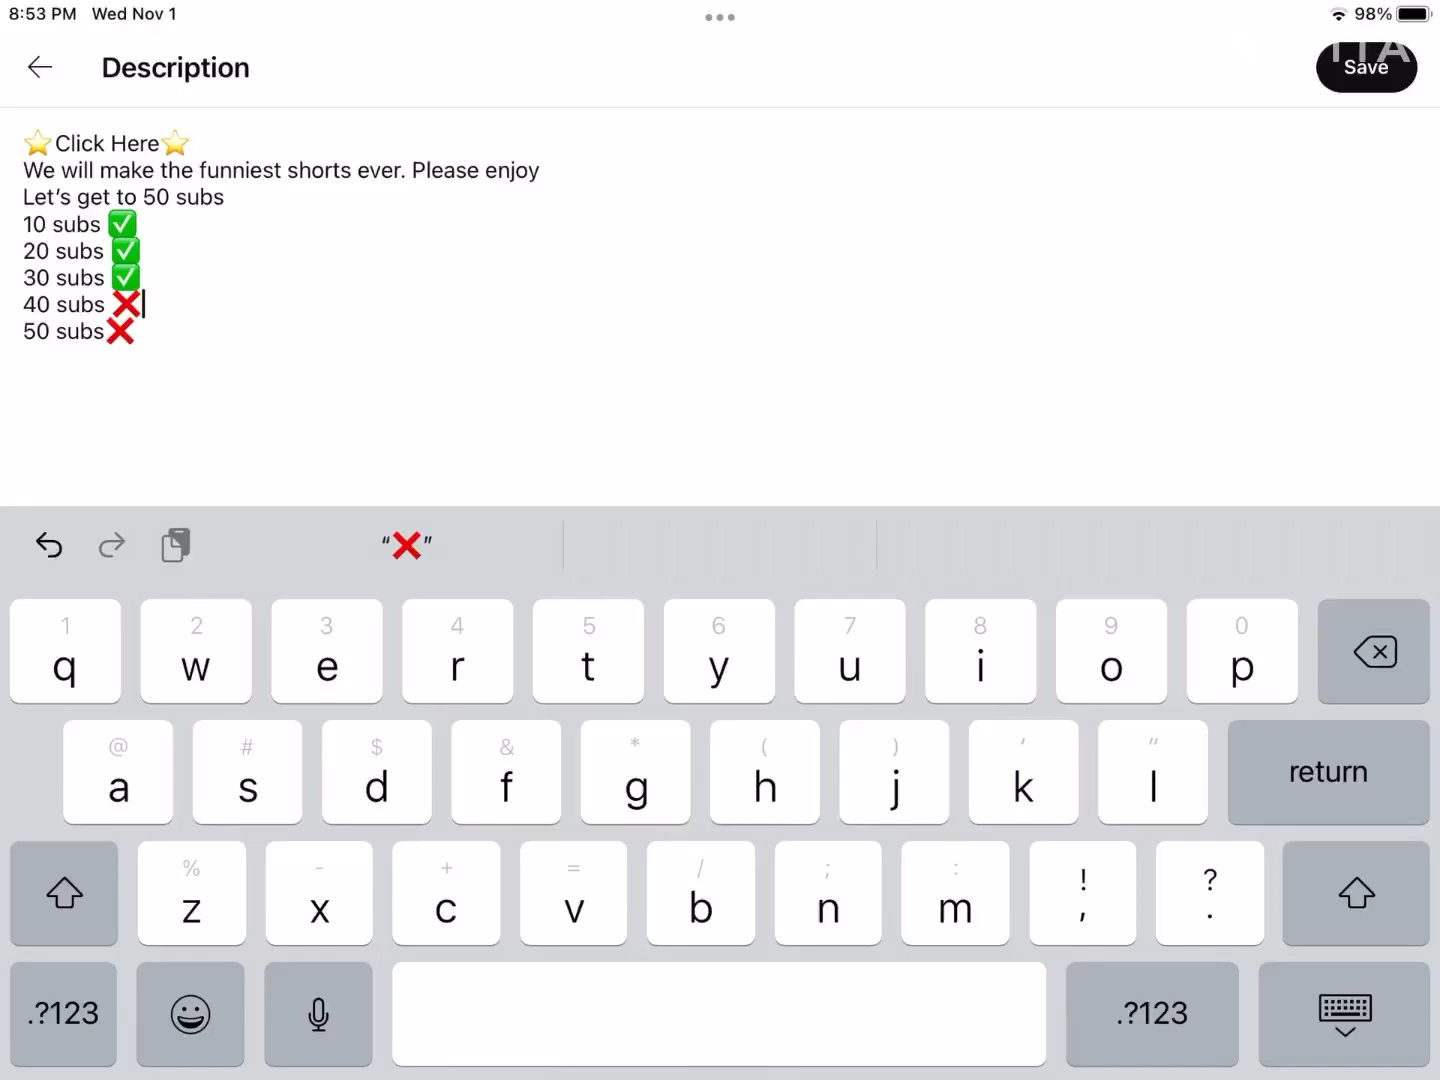 8:53 PM Wed Nov 1
98%
Description
Save
⭐Click Here⭐
We will make the funniest shorts ever. Please enjoy
Let's get to 50 subs
10 subs ✅
20 subs ✅
30 subs ✅
40 subs ❌
50 subs❌
“❌”
1 2 3 4 5 6 7 8 9 0
q w e r t y u i o p
@ # $ & * ( ) ' "
a s d f g h j k l
return
% - + = / ; : ! ?
z x c v b n m , .
.?123
.?123